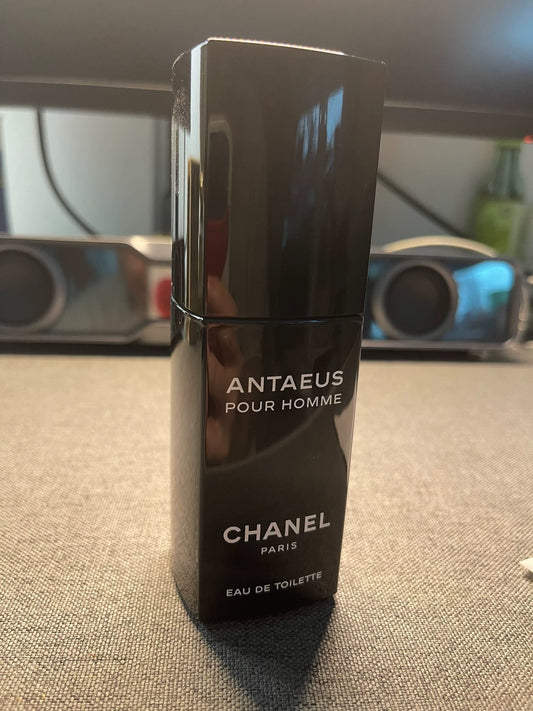 ANTAEUS
POUR HOMME
CHANEL
PARIS
EAU DE TOILETTE